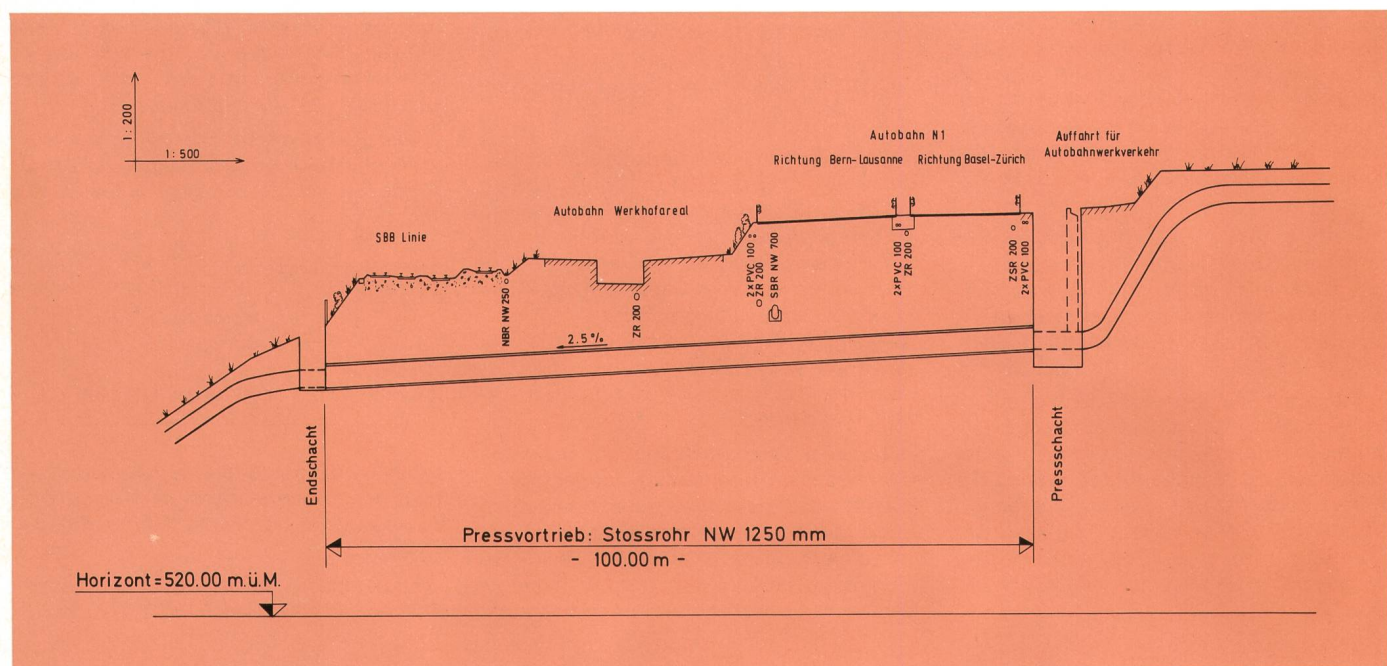 1:200
1:500
Autobahn N1
Richtung Bern-Lausanne
Richtung Basel-Zürich
Auffahrt für
Autobahnwerkverkehr
Autobahn Werkhofareal
SBB Linie
NBR NW 250
ZR 200
2xPVC 100
ZR 200
SBR NW 700
2xPVC 100
ZR 200
ZSR 200
2xPVC 100
2.5%
Endschacht
Pressschacht
Pressvortrieb: Stossrohr NW 1250 mm
- 100.00 m -
Horizont=520.00 m.ü.M.